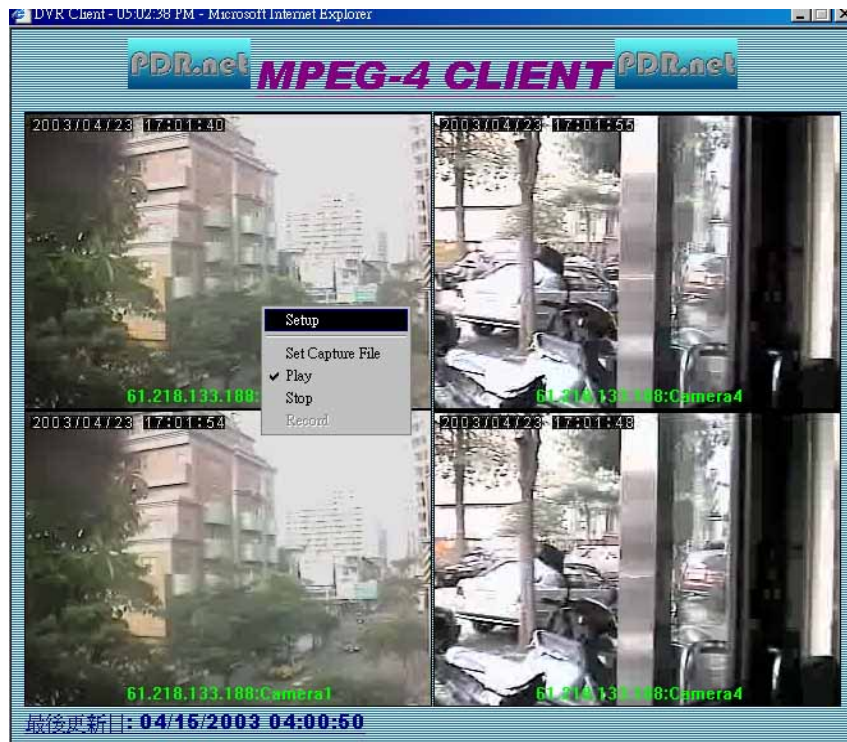 DVR Client - 05:02:38 PM - Microsoft Internet Explorer
PDR.net MPEG-4 CLIENT PDR.net
2003/04/23 17:01:40
2003/04/23 17:01:55
Setup
Set Capture File
Play
Stop
Record
61.218.133.188:
61.218.133.188:Camera4
2003/04/23 17:01:54
2003/04/23 17:01:48
61.218.133.188:Camera1
61.218.133.188:Camera4
最後更新日: 04/15/2003 04:00:50